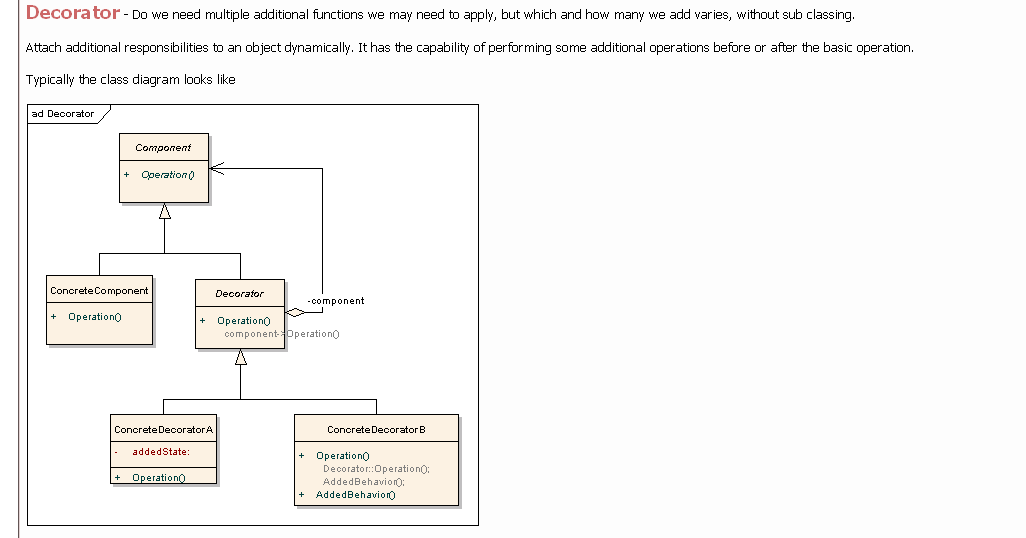 Decorator - Do we need multiple additional functions we may need to apply, but which and how many we add varies, without sub classing.
Attach additional responsibilities to an object dynamically. It has the capability of performing some additional operations before or after the basic operation.
Typically the class diagram looks like
ad Decorator
Component
+ Operation()
ConcreteComponent
+ Operation()
Decorator
+ Operation()
component->Operation()
-component
ConcreteDecoratorA
- addedState:
+ Operation()
ConcreteDecoratorB
+ Operation()
Decorator::Operation();
AddedBehavior();
+ AddedBehavior()